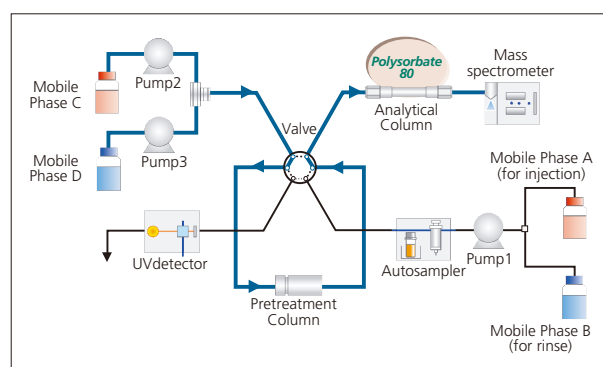 Mobile
Phase C
Pump2
Mobile
Phase D
Pump3
Valve
Polysorbate
80
Analytical
Column
Mass
spectrometer
UVdetector
Pretreatment
Column
Autosampler
Pump1
Mobile Phase A
(for injection)
Mobile Phase B
(for rinse)